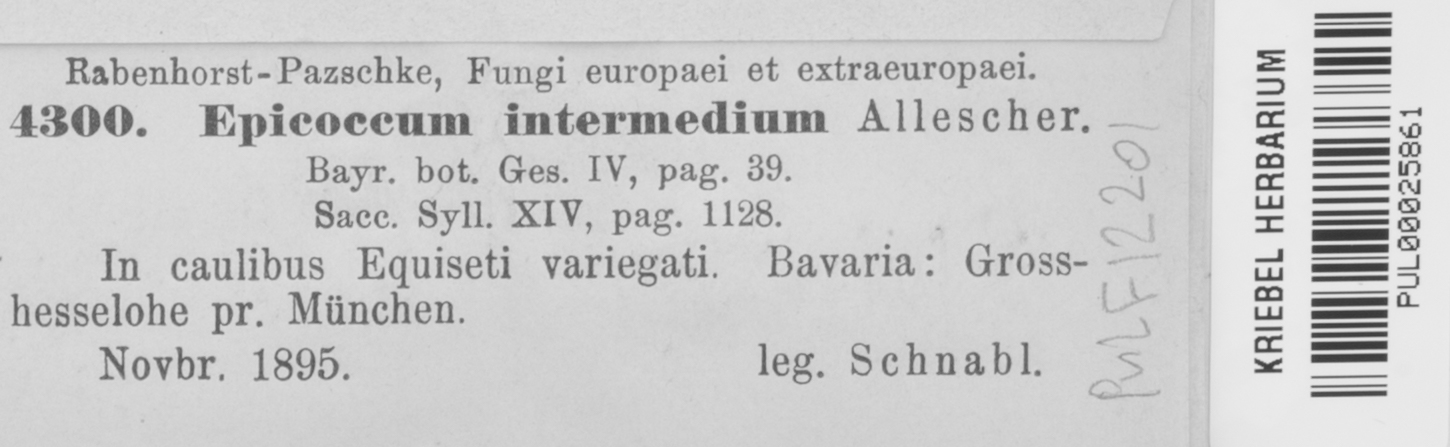 Rabenhorst-Pazschke, Fungi europaei et extraeuropaei.
4300. Epicoccum intermedium Allescher.
Bayr. bot. Ges. IV, pag. 39.
Sacc. Syll. XIV, pag. 1128.
In caulibus Equiseti variegati. Bavaria: Gross-
hesselohe pr. München.
Novbr. 1895. leg. Schnabl.
PULF12201
KRIEBEL HERBARIUM
PUL00025861